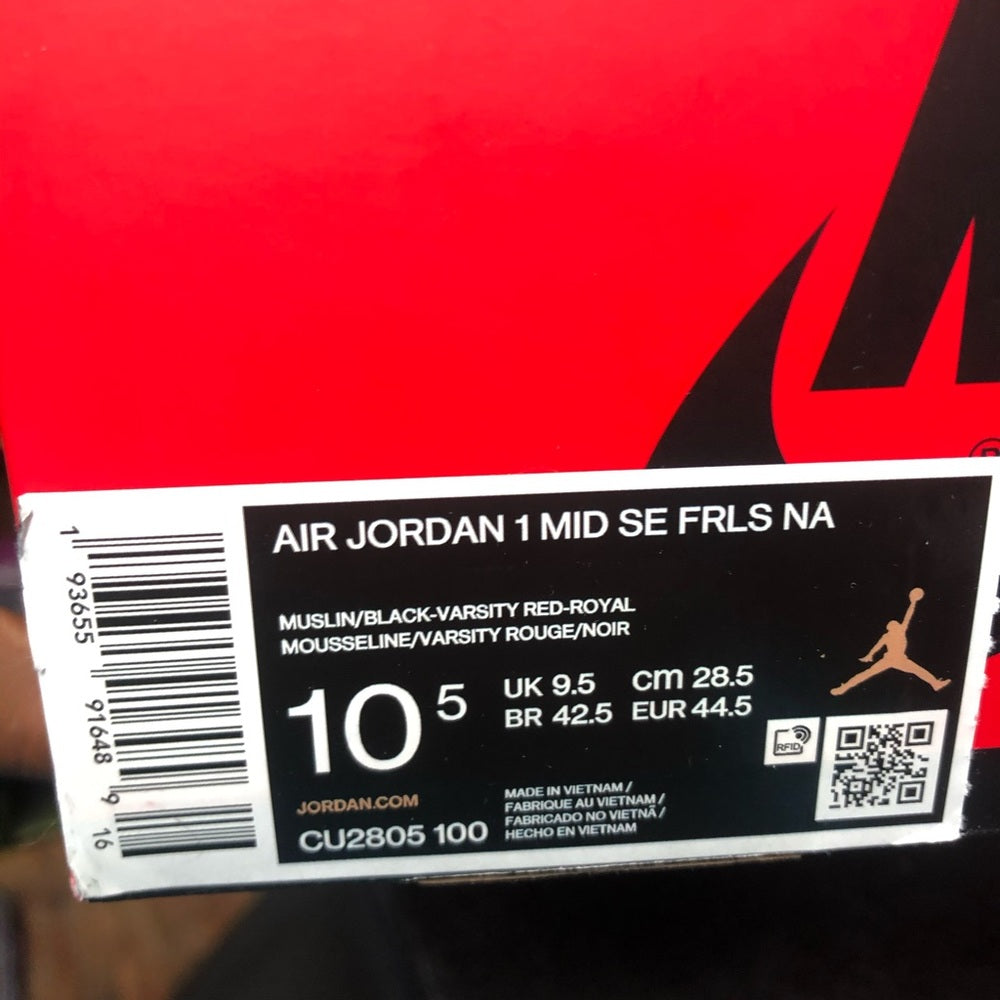 ®
AIR JORDAN 1 MID SE FRLS NA
MUSLIN/BLACK-VARSITY RED-ROYAL
MOUSSELINE/VARSITY ROUGE/NOIR
10 5
UK 9.5 cm 28.5
BR 42.5 EUR 44.5
RFID
JORDAN.COM
CU2805 100
MADE IN VIETNAM /
FABRIQUE AU VIETNAM /
FABRICADO NO VIETNÃ /
HECHO EN VIETNAM
1 93655 91648 9 16